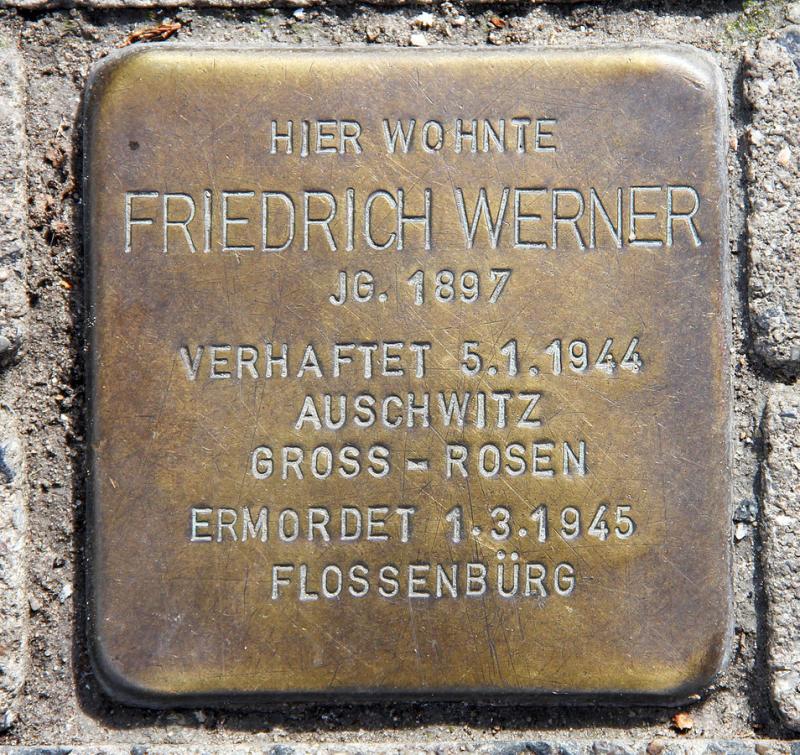 HIER WOHNTE
FRIEDRICH WERNER
JG. 1897
VERHAFTET 5.1.1944
AUSCHWITZ
GROSS-ROSEN
ERMORDET 1.3.1945
FLOSSENBÜRG